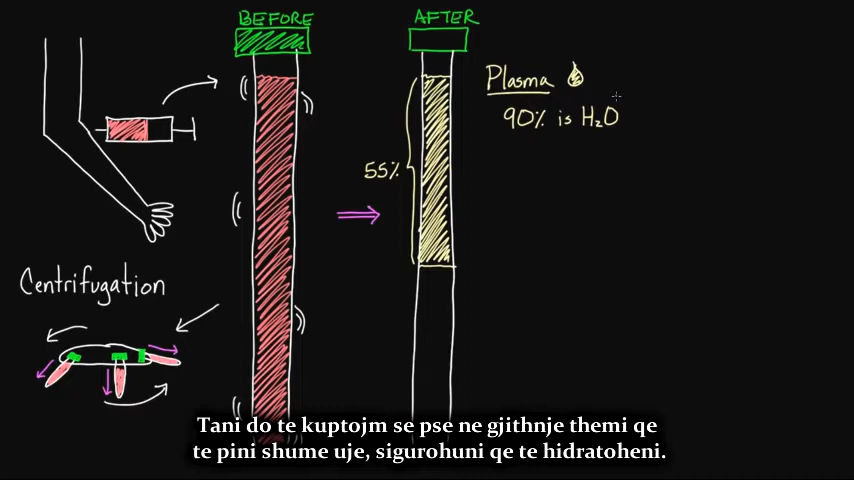 BEFORE
AFTER
Plasma
90% is H₂O
55%
Centrifugation
Tani do te kuptojm se pse ne gjithnje themi qe
te pini shume uje, sigurohuni qe te hidratoheni.